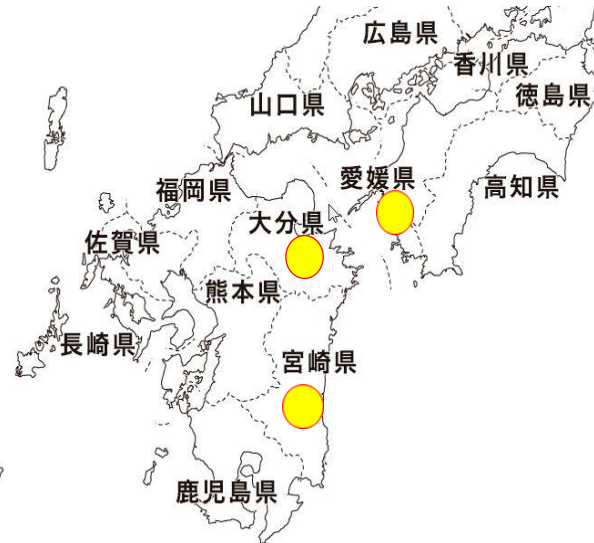 広島県
香川県
徳島県
山口県
愛媛県
高知県
福岡県
大分県
佐賀県
熊本県
長崎県
宮崎県
鹿児島県